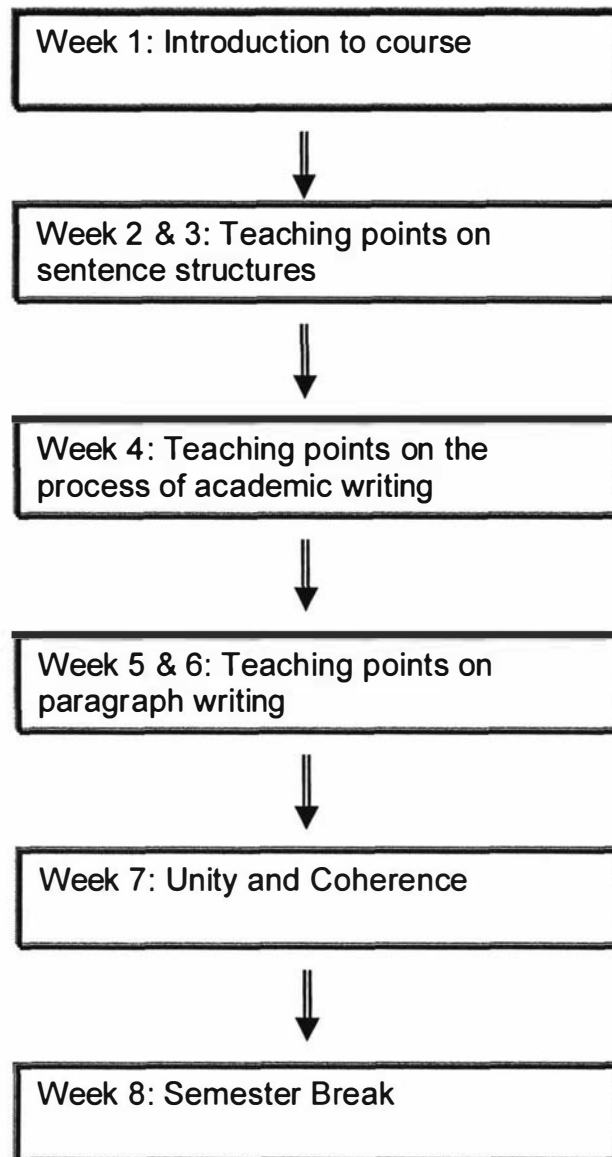 Week 1: Introduction to course
Week 2 & 3: Teaching points on
sentence structures
Week 4: Teaching points on the
process of academic writing
Week 5 & 6: Teaching points on
paragraph writing
Week 7: Unity and Coherence
Week 8: Semester Break